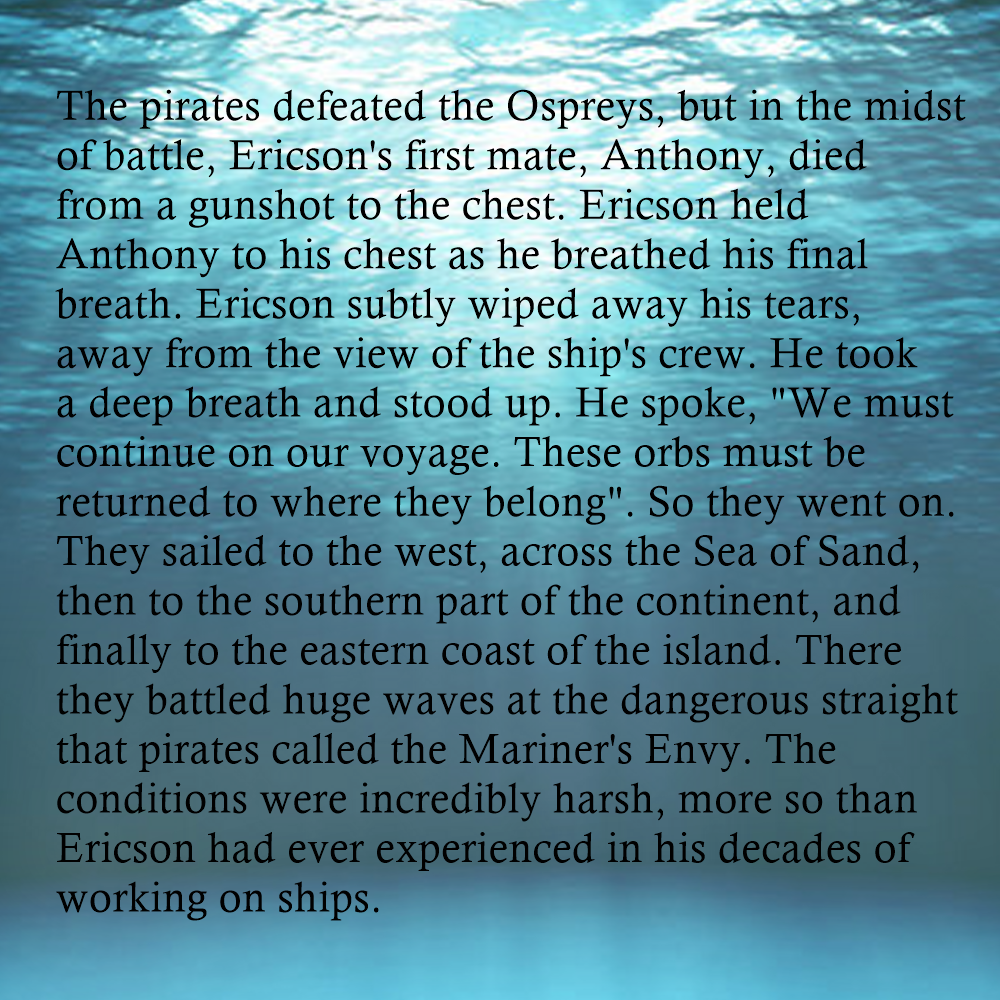 The pirates defeated the Ospreys, but in the midst
of battle, Ericson's first mate, Anthony, died
from a gunshot to the chest. Ericson held
Anthony to his chest as he breathed his final
breath. Ericson subtly wiped away his tears,
away from the view of the ship's crew. He took
a deep breath and stood up. He spoke, "We must
continue on our voyage. These orbs must be
returned to where they belong". So they went on.
They sailed to the west, across the Sea of Sand,
then to the southern part of the continent, and
finally to the eastern coast of the island. There
they battled huge waves at the dangerous straight
that pirates called the Mariner's Envy. The
conditions were incredibly harsh, more so than
Ericson had ever experienced in his decades of
working on ships.